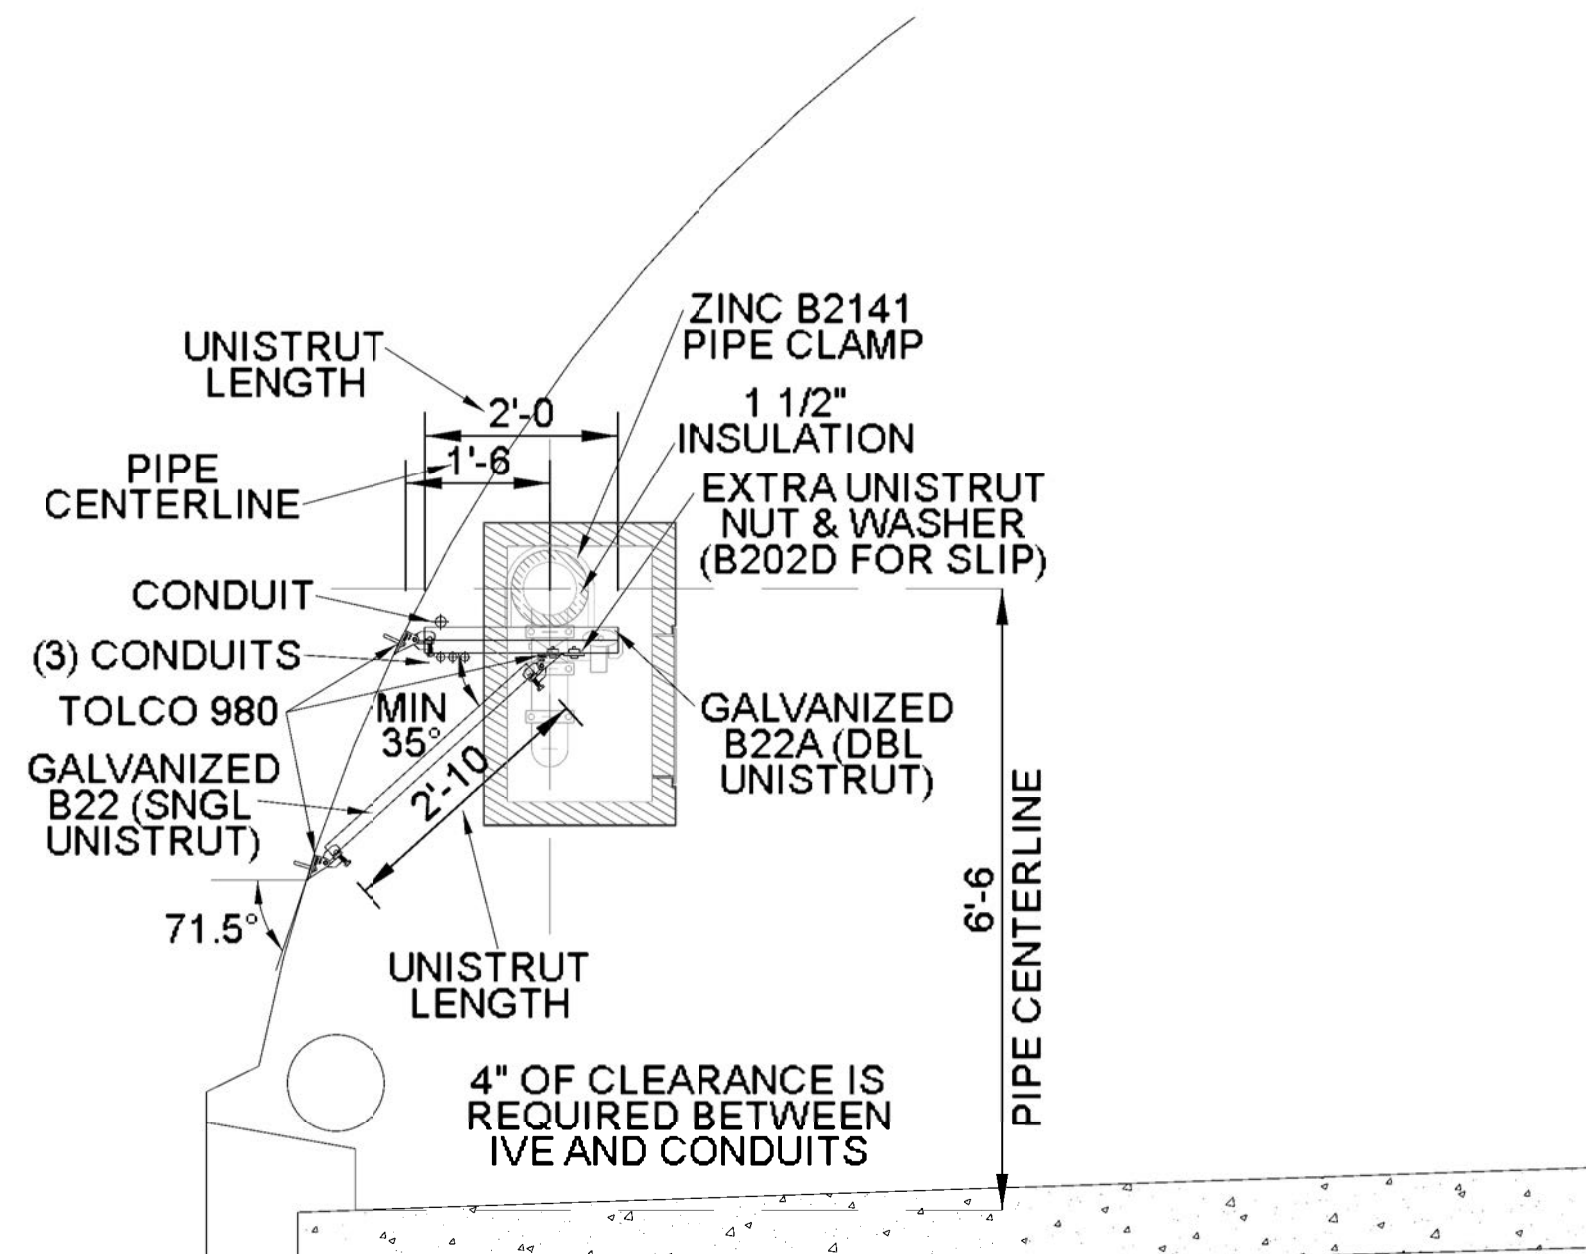 ZINC B2141
PIPE CLAMP
UNISTRUT
LENGTH
1 1/2"
INSULATION
2'-0
1'-6
PIPE
CENTERLINE
EXTRA UNISTRUT
NUT & WASHER
(B202D FOR SLIP)
CONDUIT
(3) CONDUITS
TOLCO 980
MIN
35°
GALVANIZED
B22A (DBL
UNISTRUT)
GALVANIZED
B22 (SNGL
UNISTRUT)
2'-10
6'-6
PIPE CENTERLINE
71.5°
UNISTRUT
LENGTH
4" OF CLEARANCE IS
REQUIRED BETWEEN
IVE AND CONDUITS